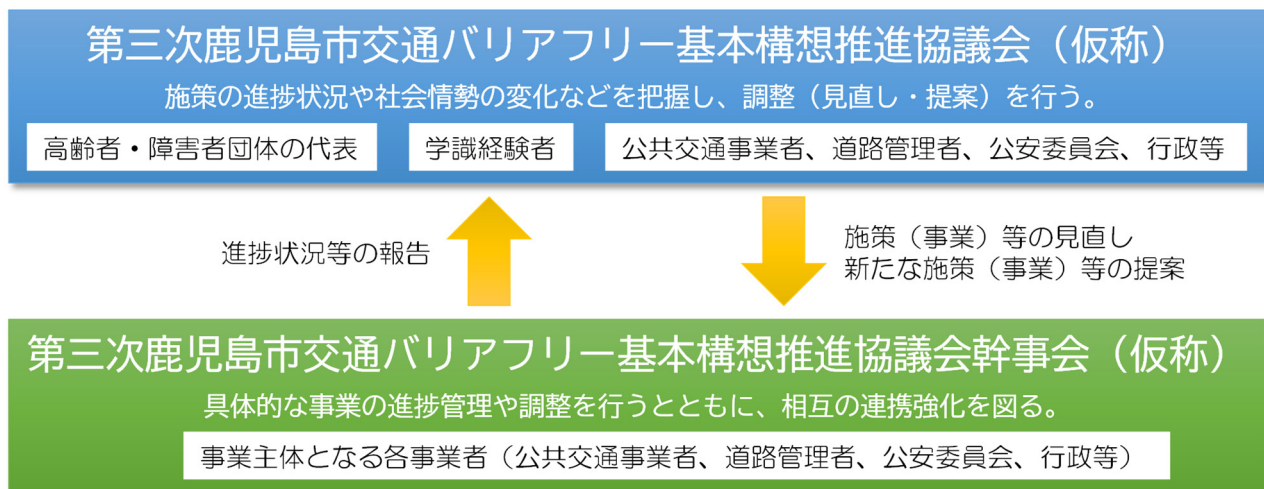 第三次鹿児島市交通バリアフリー基本構想推進協議会（仮称）
施策の進捗状況や社会情勢の変化などを把握し、調整（見直し・提案）を行う。
高齢者・障害者団体の代表
学識経験者
公共交通事業者、道路管理者、公安委員会、行政等
進捗状況等の報告
施策（事業）等の見直し
新たな施策（事業）等の提案
第三次鹿児島市交通バリアフリー基本構想推進協議会幹事会（仮称）
具体的な事業の進捗管理や調整を行うとともに、相互の連携強化を図る。
事業主体となる各事業者（公共交通事業者、道路管理者、公安委員会、行政等）